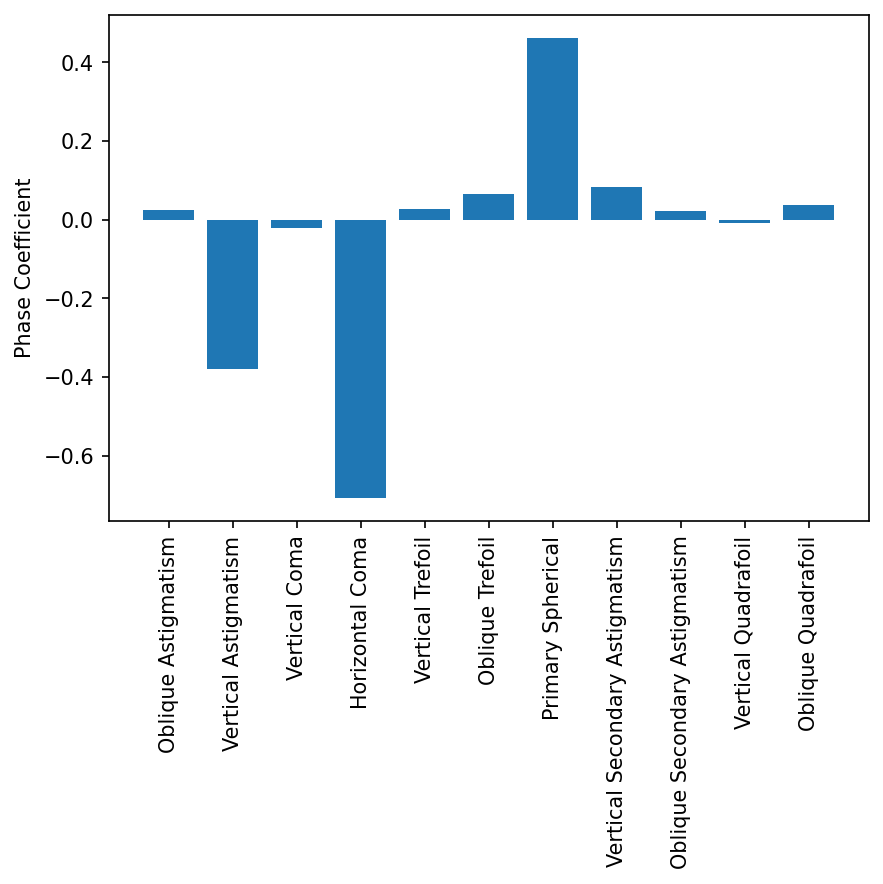 0.4
0.2
0.0
−0.2
−0.4
−0.6
Phase Coefficient
Oblique Astigmatism
Vertical Astigmatism
Vertical Coma
Horizontal Coma
Vertical Trefoil
Oblique Trefoil
Primary Spherical
Vertical Secondary Astigmatism
Oblique Secondary Astigmatism
Vertical Quadrafoil
Oblique Quadrafoil